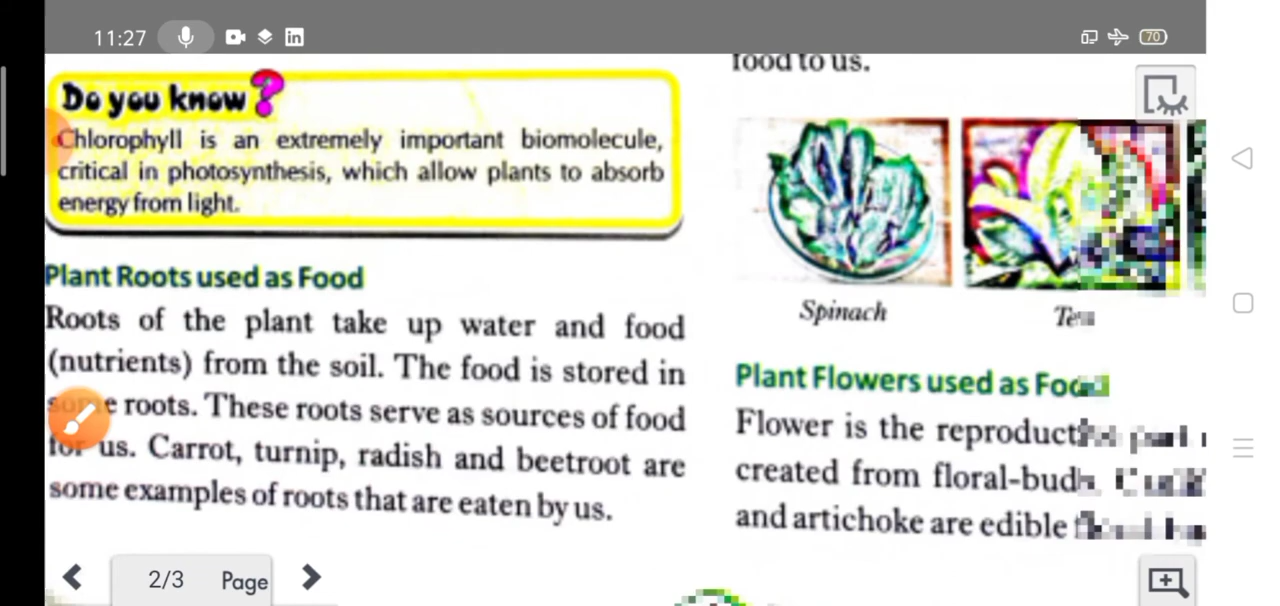 11:27
70
Do you know?
Chlorophyll is an extremely important biomolecule,
critical in photosynthesis, which allow plants to absorb
energy from light.
Plant Roots used as Food
Roots of the plant take up water and food
(nutrients) from the soil. The food is stored in
some roots. These roots serve as sources of food
for us. Carrot, turnip, radish and beetroot are
some examples of roots that are eaten by us.
food to us.
Spinach
Plant Flowers used as Food
Flower is the
created from
and artichoke are edible
2/3 Page